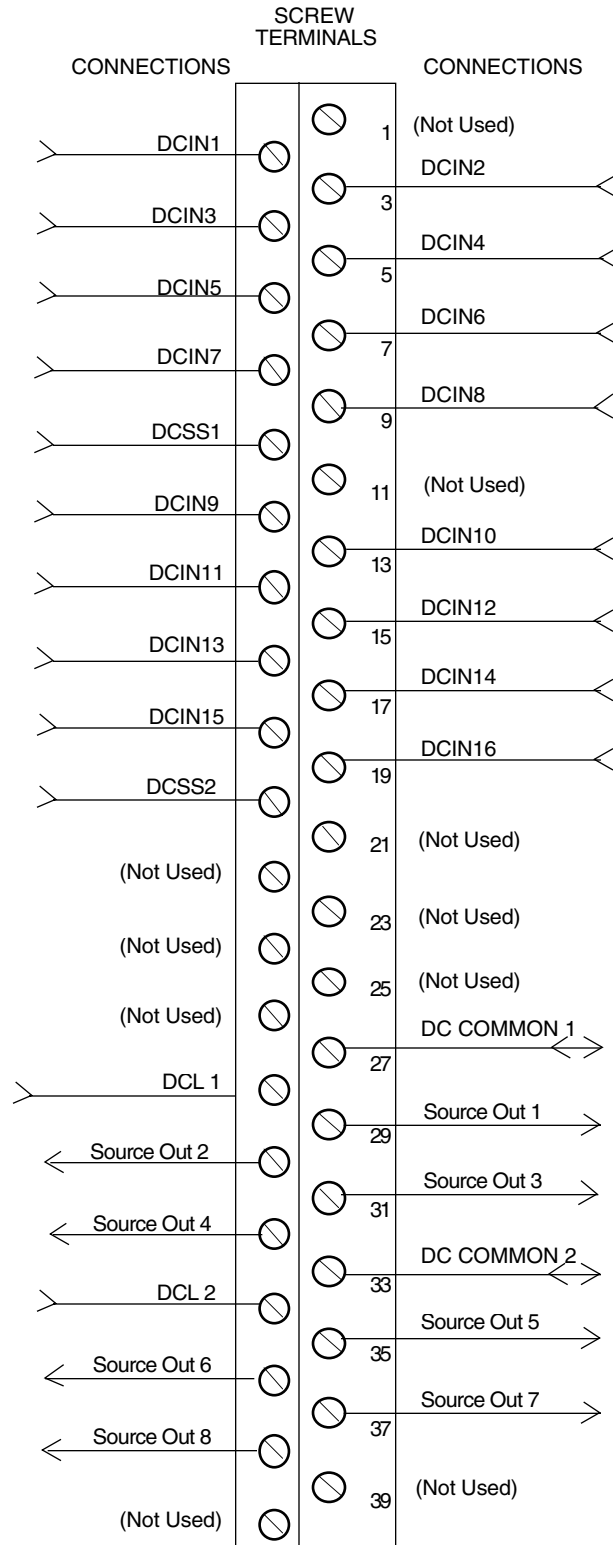 SCREW
TERMINALS
CONNECTIONS
CONNECTIONS
1 (Not Used)
DCIN1
DCIN2
3
DCIN3
DCIN4
5
DCIN5
DCIN6
7
DCIN7
DCIN8
9
DCSS1
11 (Not Used)
DCIN9
DCIN10
13
DCIN11
DCIN12
15
DCIN13
DCIN14
17
DCIN15
DCIN16
19
DCSS2
21 (Not Used)
(Not Used)
23 (Not Used)
(Not Used)
25 (Not Used)
(Not Used)
DC COMMON 1
27
DCL 1
Source Out 1
29
Source Out 2
Source Out 3
31
Source Out 4
DC COMMON 2
33
DCL 2
Source Out 5
35
Source Out 6
Source Out 7
37
Source Out 8
39 (Not Used)
(Not Used)